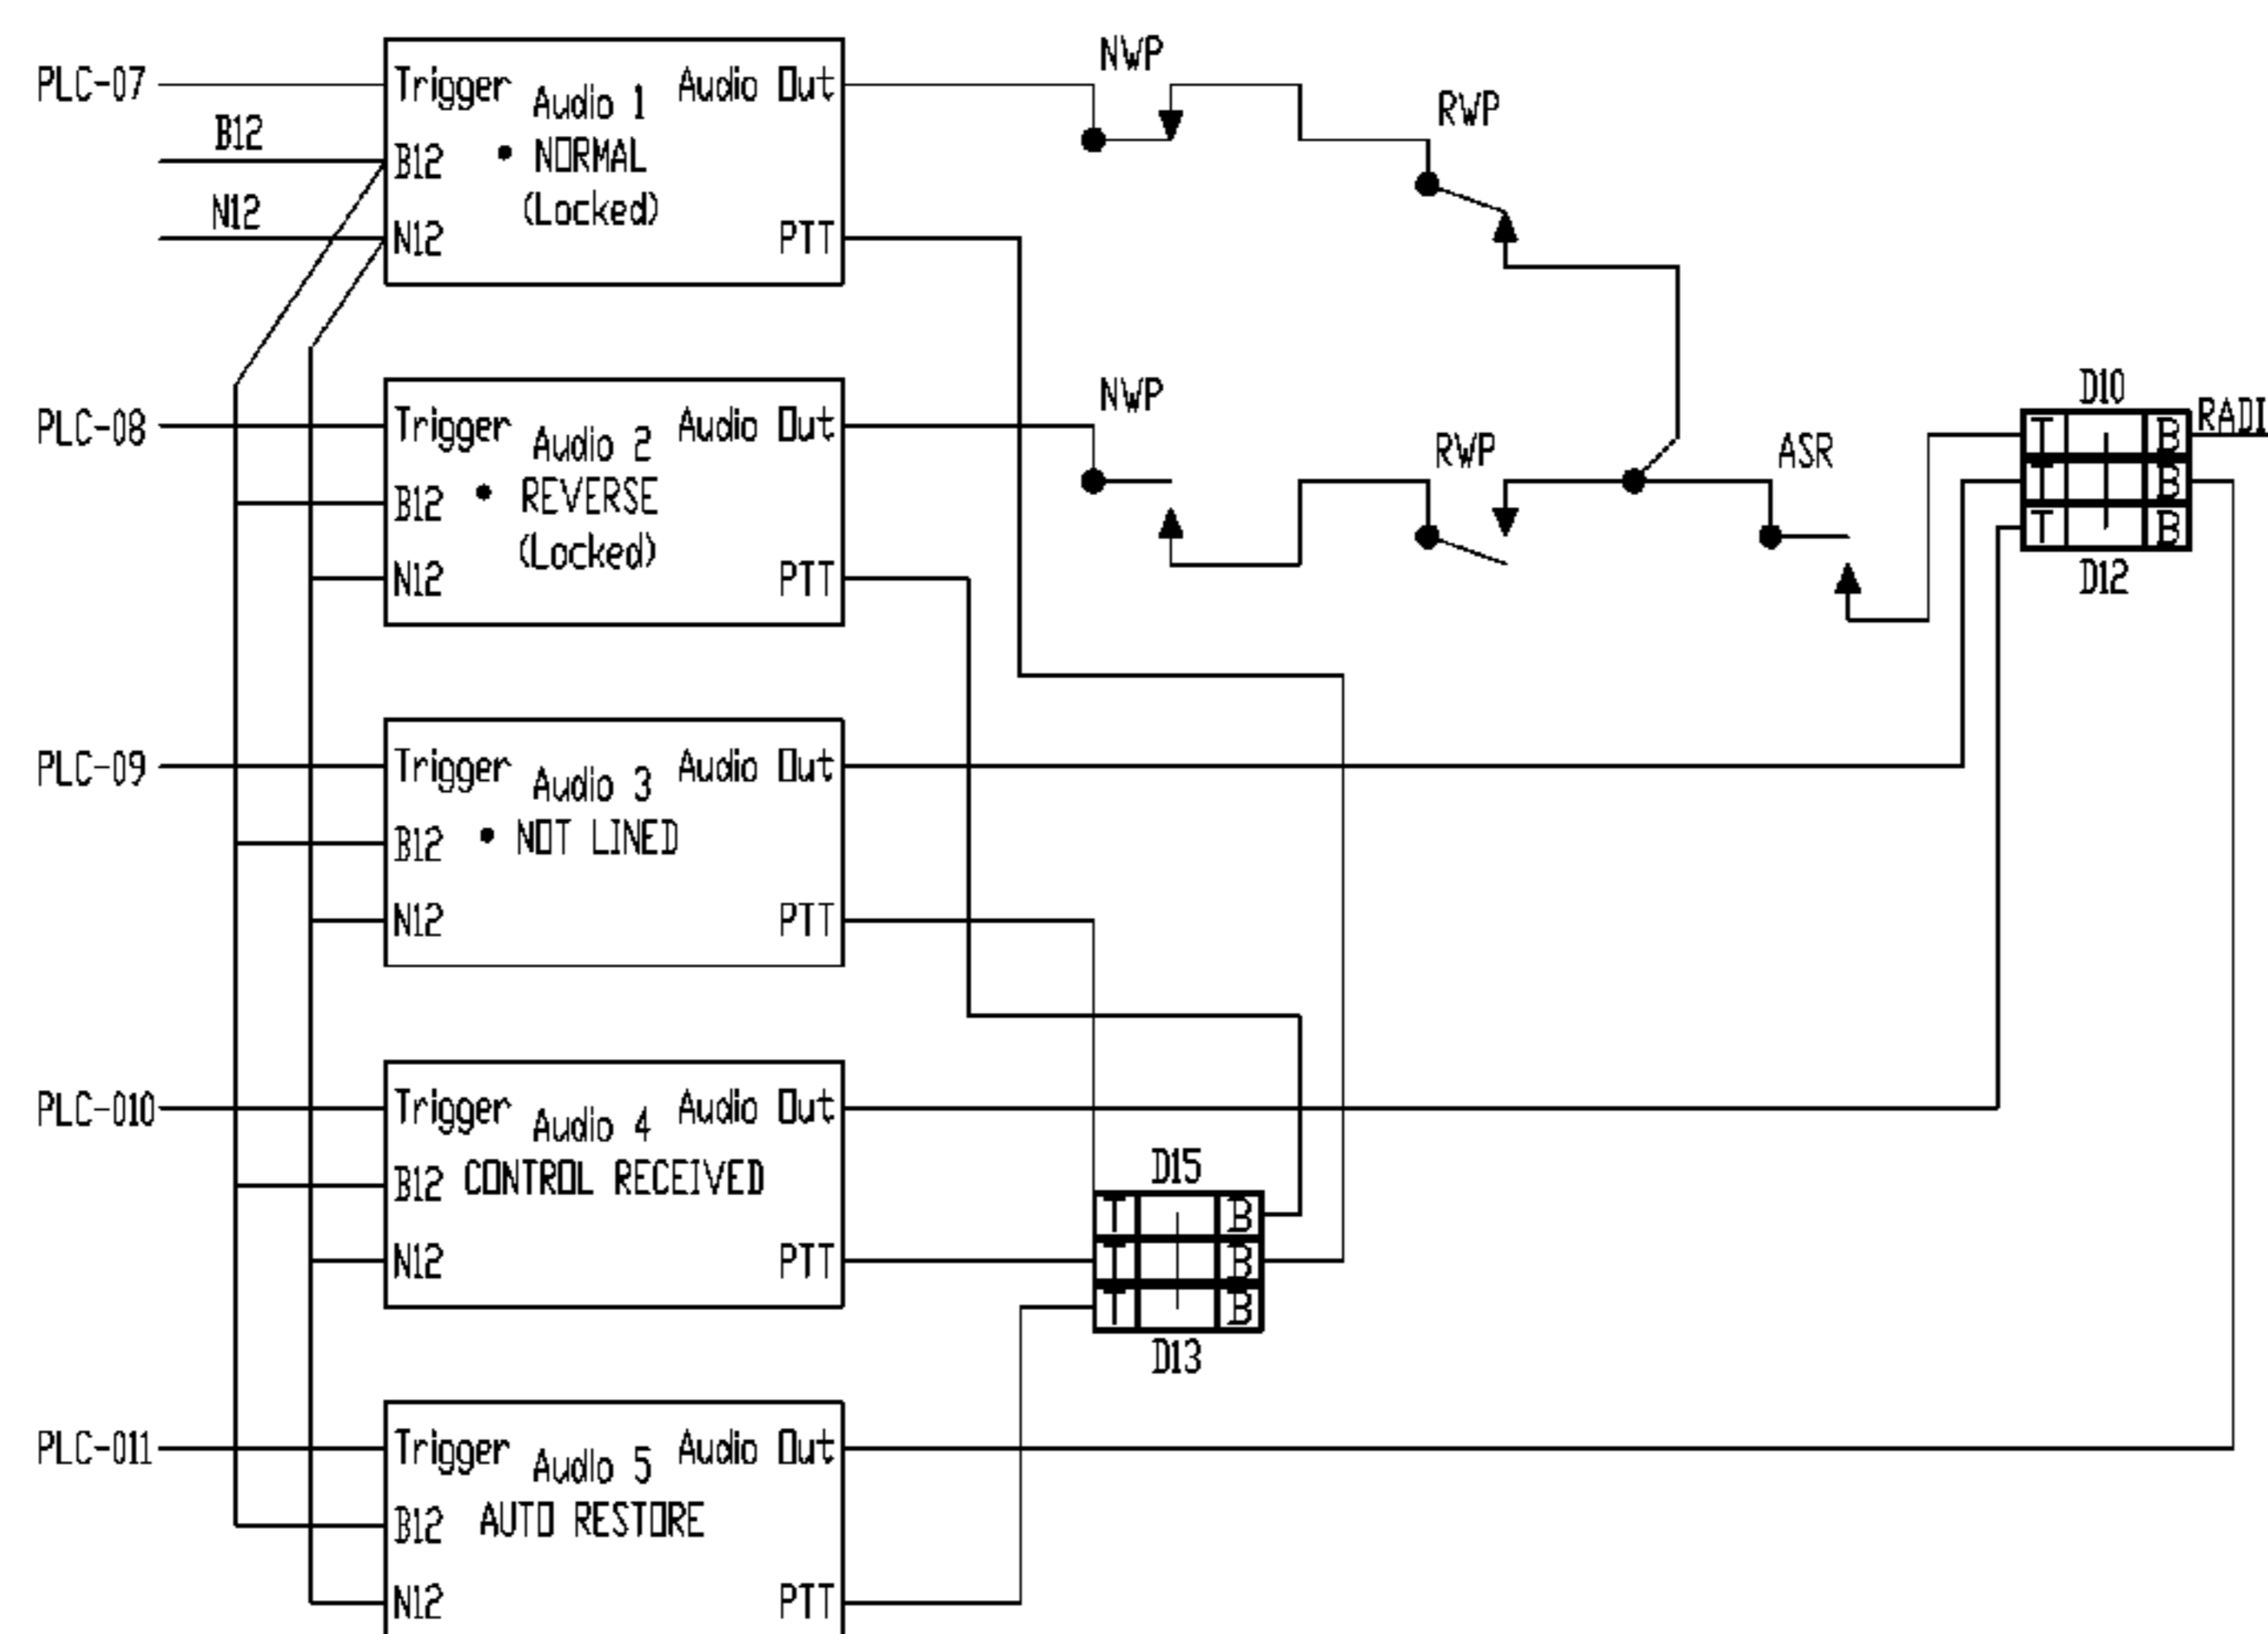 PLC-07
B12
N12
Trigger Audio 1 Audio Out
B12 • NORMAL
(Locked)
N12 PTT
NWP
RWP
PLC-08
Trigger Audio 2 Audio Out
B12 • REVERSE
(Locked)
N12 PTT
NWP
RWP
ASR
D10
T B RADI
T B
T B
D12
PLC-09
Trigger Audio 3 Audio Out
B12 • NOT LINED
N12 PTT
PLC-010
Trigger Audio 4 Audio Out
B12 CONTROL RECEIVED
N12 PTT
D15
T B
T B
T B
D13
PLC-011
Trigger Audio 5 Audio Out
B12 AUTO RESTORE
N12 PTT